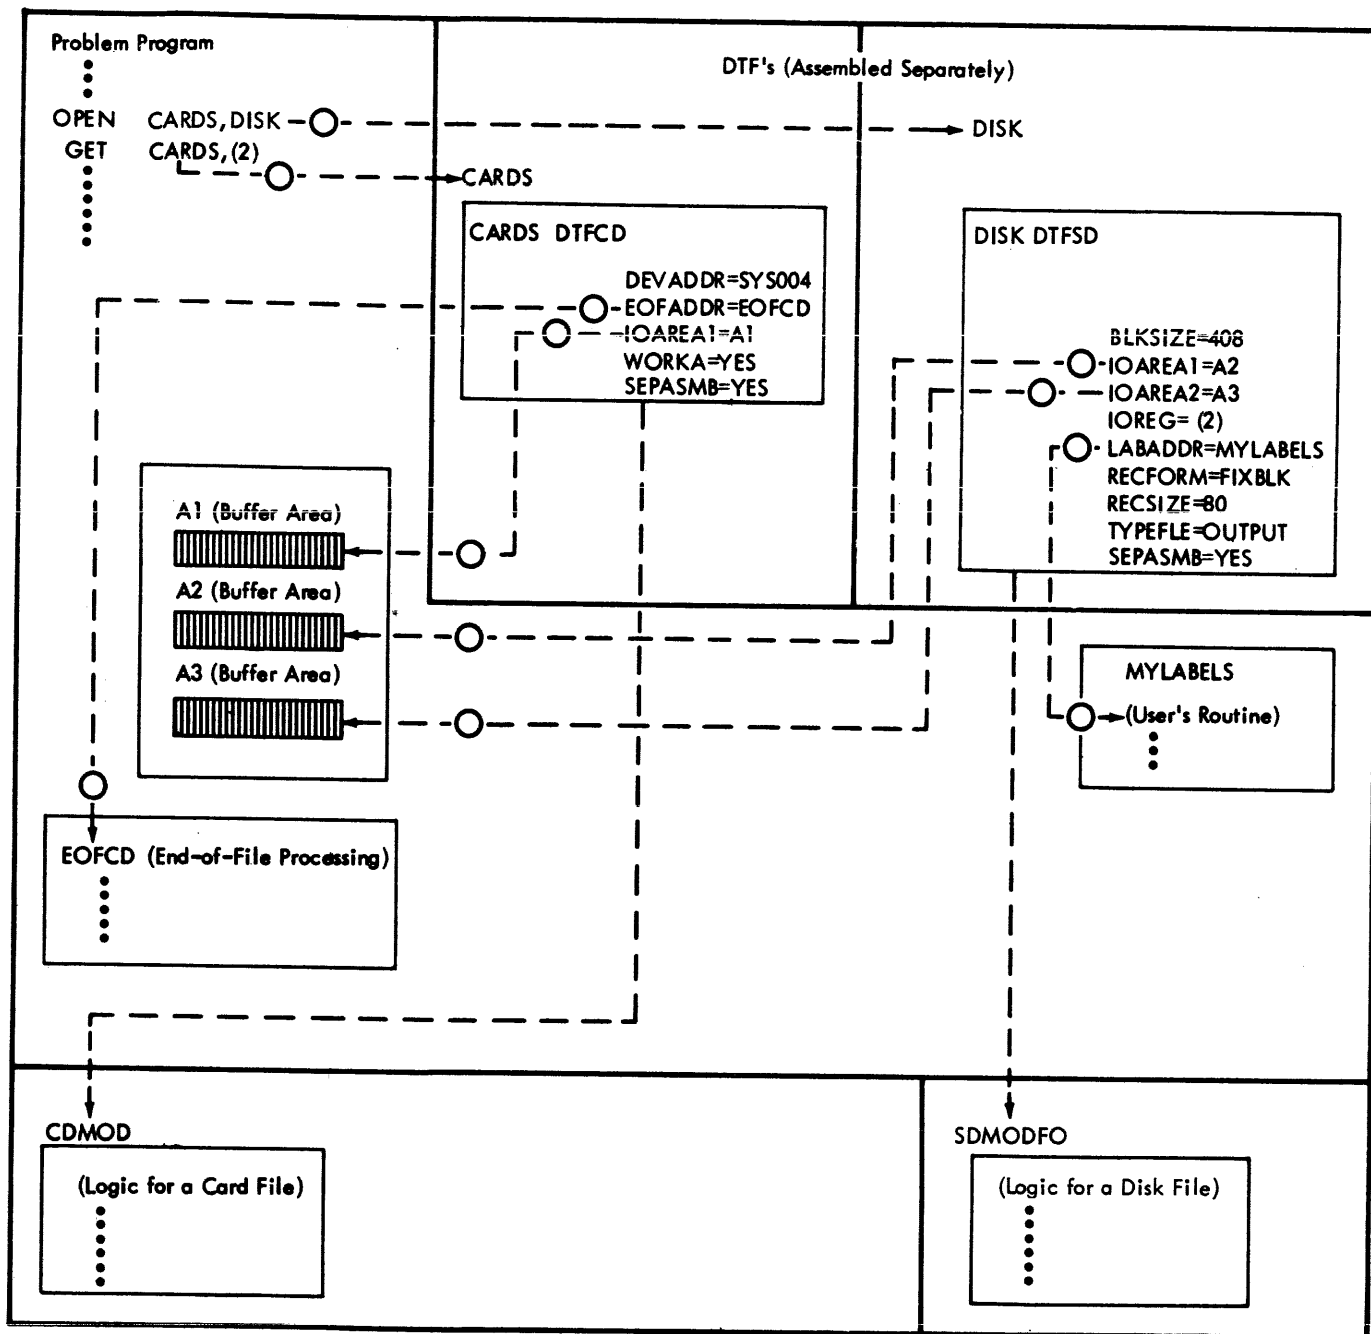 Problem Program
DTF's (Assembled Separately)
OPEN CARDS,DISK
DISK
GET CARDS,(2)
CARDS
CARDS DTFCD
DEVADDR=SYS004
EOFADDR=EOFCD
IOAREA1=A1
WORKA=YES
SEPASMB=YES
DISK DTFSD
BLKSIZE=408
IOAREA1=A2
IOAREA2=A3
IOREG= (2)
LABADDR=MYLABELS
RECFORM=FIXBLK
RECSIZE=80
TYPEFLE=OUTPUT
SEPASMB=YES
A1 (Buffer Area)
A2 (Buffer Area)
A3 (Buffer Area)
MYLABELS
(User's Routine)
EOFCD (End-of-File Processing)
CDMOD
(Logic for a Card File)
SDMODFO
(Logic for a Disk File)